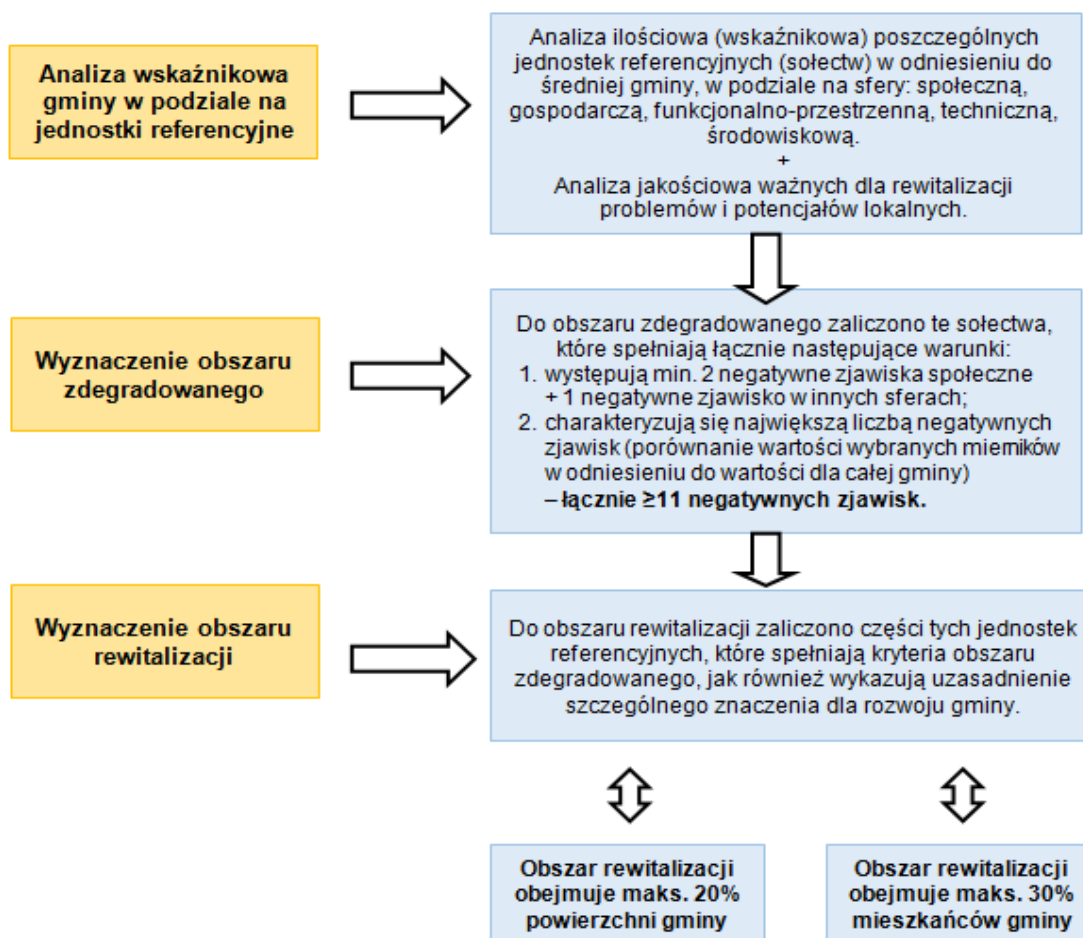 Analiza wskaźnikowa
gminy w podziale na
jednostki referencyjne
Analiza ilościowa (wskaźnikowa) poszczególnych
jednostek referencyjnych (sołectw) w odniesieniu do
średniej gminy, w podziale na sfery: społeczną,
gospodarczą, funkcjonalno-przestrzenną, techniczną,
środowiskową.
+
Analiza jakościowa ważnych dla rewitalizacji
problemów i potencjałów lokalnych.
Wyznaczenie obszaru
zdegradowanego
Do obszaru zdegradowanego zaliczono te sołectwa,
które spełniają łącznie następujące warunki:
1. występują min. 2 negatywne zjawiska społeczne
+ 1 negatywne zjawisko w innych sferach;
2. charakteryzują się największą liczbą negatywnych
zjawisk (porównanie wartości wybranych mierników
w odniesieniu do wartości dla całej gminy)
– łącznie ≥11 negatywnych zjawisk.
Wyznaczenie obszaru
rewitalizacji
Do obszaru rewitalizacji zaliczono części tych jednostek
referencyjnych, które spełniają kryteria obszaru
zdegradowanego, jak również wykazują uzasadnienie
szczególnego znaczenia dla rozwoju gminy.
Obszar rewitalizacji
obejmuje maks. 20%
powierzchni gminy
Obszar rewitalizacji
obejmuje maks. 30%
mieszkańców gminy